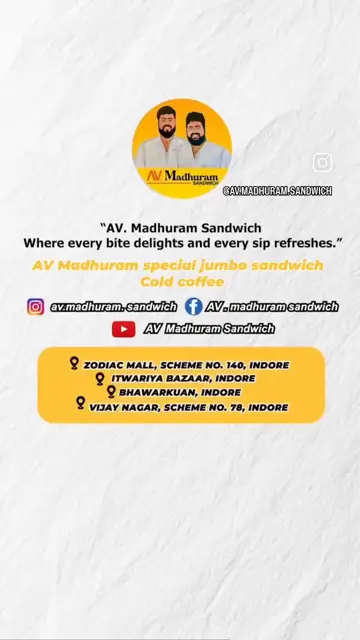 AV Madhuram
SANDWICH
@AV.MADHURAM.SANDWICH
“AV. Madhuram Sandwich
Where every bite delights and every sip refreshes.”
AV Madhuram special jumbo sandwich
Cold coffee
av.madhuram.sandwich AV. madhuram sandwich
AV Madhuram Sandwich
ZODIAC MALL, SCHEME NO. 140, INDORE
ITWARIYA BAZAAR, INDORE
BHAWARKUAN, INDORE
VIJAY NAGAR, SCHEME NO. 78, INDORE